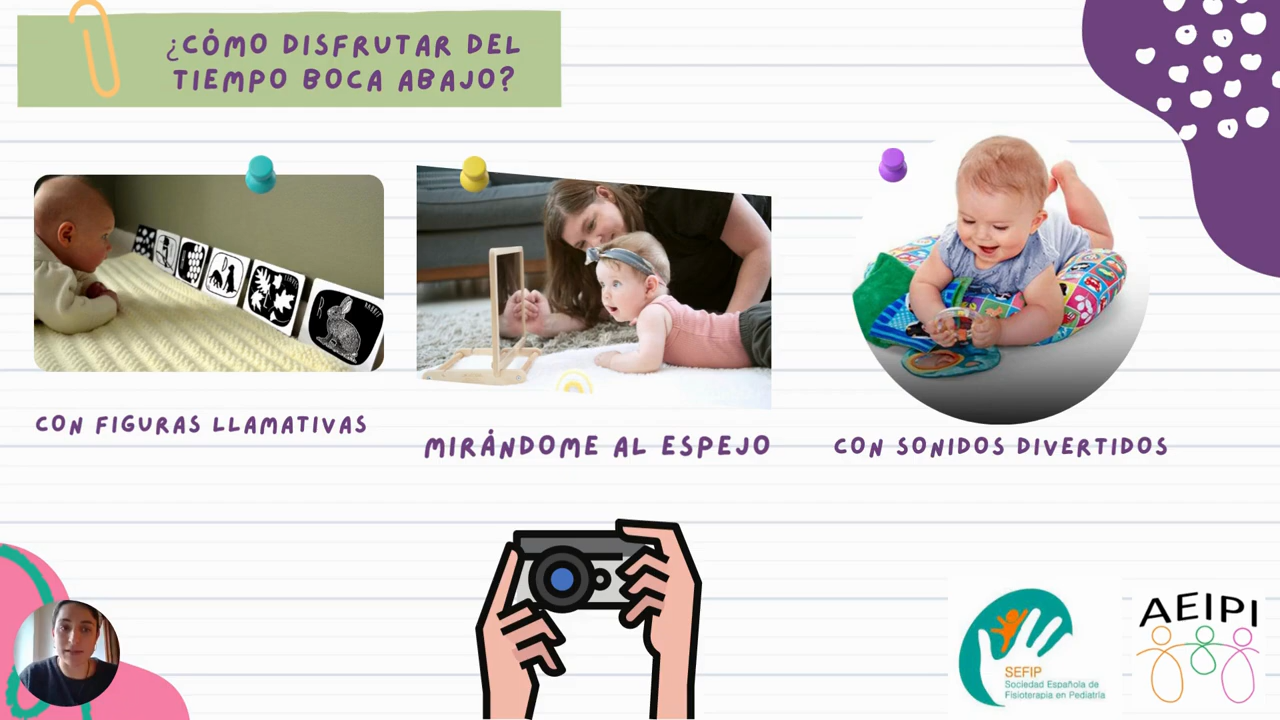 ¿CÓMO DISFRUTAR DEL
TIEMPO BOCA ABAJO?
CON FIGURAS LLAMATIVAS
MIRÁNDOME AL ESPEJO
CON SONIDOS DIVERTIDOS
SEFIP
Sociedad Española de
Fisioterapia en Pediatría
AEIPI